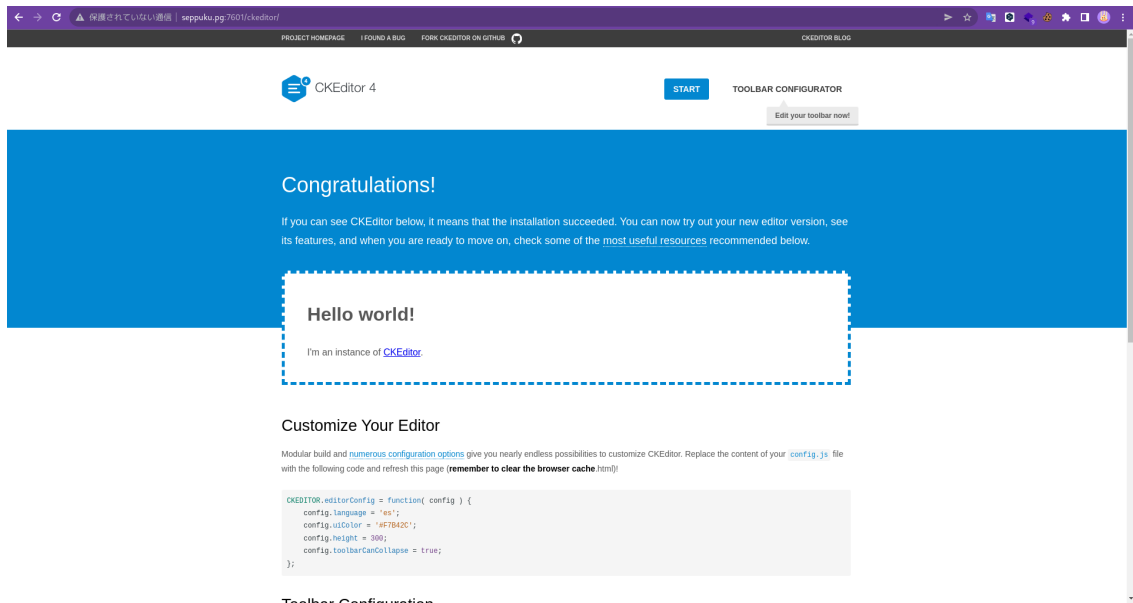 保護されていない通信 | seppuku.pg:7601/ckeditor/
PROJECT HOMEPAGE I FOUND A BUG FORK CKEDITOR ON GITHUB CKEDITOR BLOG
4
CKEditor 4 START TOOLBAR CONFIGURATOR
Edit your toolbar now!
Congratulations!
If you can see CKEditor below, it means that the installation succeeded. You can now try out your new editor version, see
its features, and when you are ready to move on, check some of the most useful resources recommended below.
Hello world!
I'm an instance of CKEditor.
Customize Your Editor
Modular build and numerous configuration options give you nearly endless possibilities to customize CKEditor. Replace the content of your config.js file
with the following code and refresh this page (remember to clear the browser cache.html)!
CKEDITOR.editorConfig = function( config ) {
    config.language = 'es';
    config.uiColor = '#F7B42C';
    config.height = 300;
    config.toolbarCanCollapse = true;
};
Toolbar Configuration